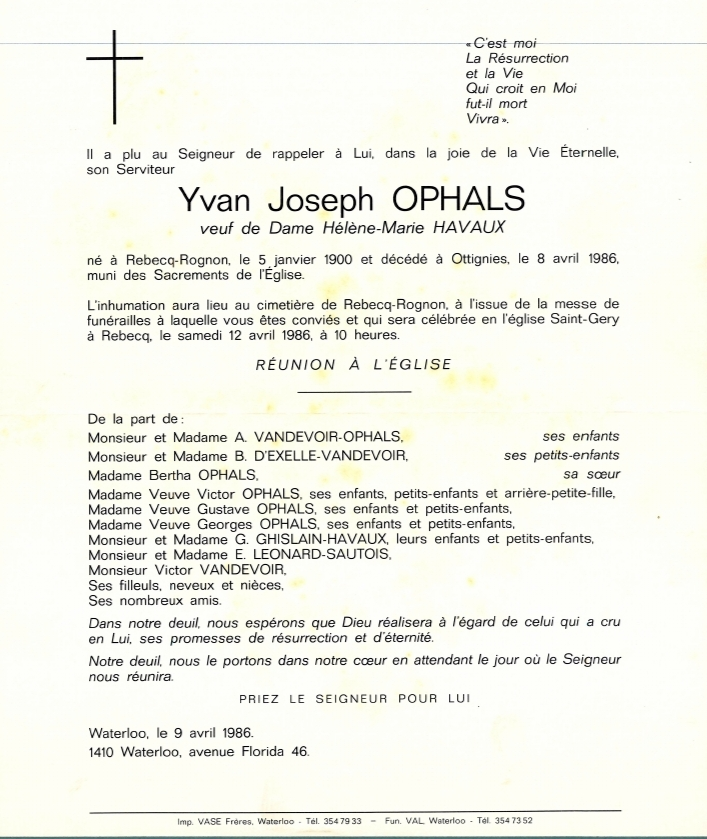 « C'est moi
La Résurrection
et la Vie
Qui croit en Moi
fut-il mort
Vivra ».
Il a plu au Seigneur de rappeler à Lui, dans la joie de la Vie Éternelle,
son Serviteur
Yvan Joseph OPHALS
veuf de Dame Hélène-Marie HAVAUX
né à Rebecq-Rognon, le 5 janvier 1900 et décédé à Ottignies, le 8 avril 1986,
muni des Sacrements de l'Église.
L'inhumation aura lieu au cimetière de Rebecq-Rognon, à l'issue de la messe de
funérailles à laquelle vous êtes conviés et qui sera célébrée en l'église Saint-Gery
à Rebecq, le samedi 12 avril 1986, à 10 heures.
RÉUNION À L'ÉGLISE
De la part de :
Monsieur et Madame A. VANDEVOIR-OPHALS, ses enfants
Monsieur et Madame B. D'EXELLE-VANDEVOIR, ses petits-enfants
Madame Bertha OPHALS, sa sœur
Madame Veuve Victor OPHALS, ses enfants, petits-enfants et arrière-petite-fille,
Madame Veuve Gustave OPHALS, ses enfants et petits-enfants,
Madame Veuve Georges OPHALS, ses enfants et petits-enfants,
Monsieur et Madame G. GHISLAIN-HAVAUX, leurs enfants et petits-enfants,
Monsieur et Madame E. LEONARD-SAUTOIS,
Monsieur Victor VANDEVOIR,
Ses filleuls, neveux et nièces,
Ses nombreux amis.
Dans notre deuil, nous espérons que Dieu réalisera à l'égard de celui qui a cru
en Lui, ses promesses de résurrection et d'éternité.
Notre deuil, nous le portons dans notre cœur en attendant le jour où le Seigneur
nous réunira.
PRIEZ LE SEIGNEUR POUR LUI
Waterloo, le 9 avril 1986.
1410 Waterloo, avenue Florida 46.
Imp. VASE Fréres, Waterloo - Tél. 354 79 33 – Fun. VAL, Waterloo - Tél. 354 73 52